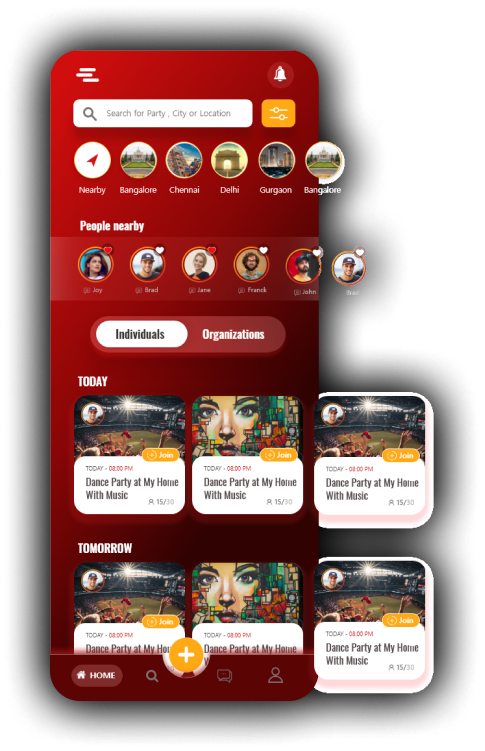 Search for Party , City or Location
Nearby Bangalore Chennai Delhi Gurgaon Bangalore
People nearby
Joy Brad Jane Franck John Brad
Individuals Organizations
TODAY
Join Join Join
TODAY - 08:00 PM TODAY - 08:00 PM TODAY - 08:00 PM
Dance Party at My Home Dance Party at My Home Dance Party at My Home
With Music With Music With Music
15/30 15/30 15/30
TOMORROW
Join Join
TODAY - 08:00 PM TODAY - 08:00 PM TODAY - 08:00 PM
Dance Party at My Party at My Home Dance Party at My Home
With Music
HOME 15/30